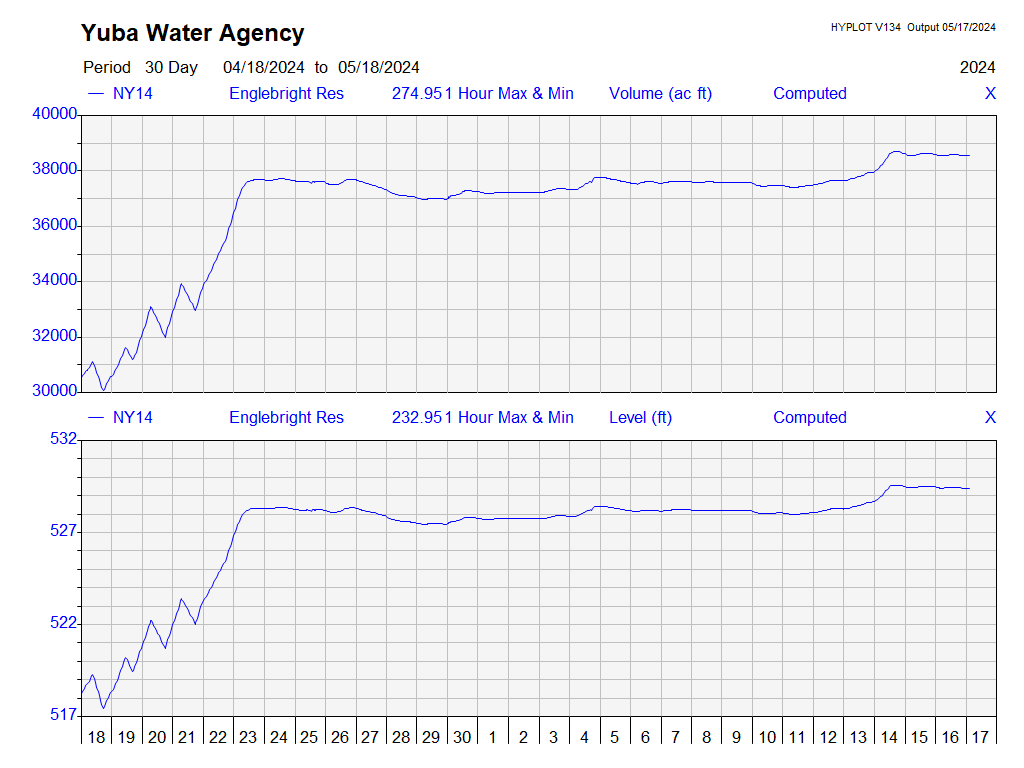 Yuba Water Agency
HYPLOT V134 Output 05/17/2024
Period 30 Day 04/18/2024 to 05/18/2024
2024
NY14 Englebright Res 274.951 Hour Max & Min Volume (ac ft) Computed X
40000
38000
36000
34000
32000
30000
NY14 Englebright Res 232.951 Hour Max & Min Level (ft) Computed X
532
527
522
517
18 19 20 21 22 23 24 25 26 27 28 29 30 1 2 3 4 5 6 7 8 9 10 11 12 13 14 15 16 17